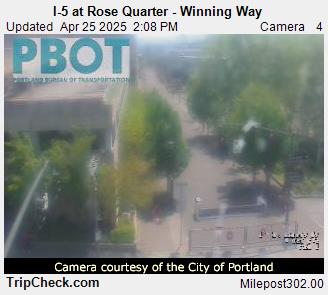 I-5 at Rose Quarter - Winning Way
Updated Apr 25 2025 2:08 PM Camera 4
PBOT
PORTLAND BUREAU OF TRANSPORTATION
Camera courtesy of the City of Portland
TripCheck.com Milepost302.00